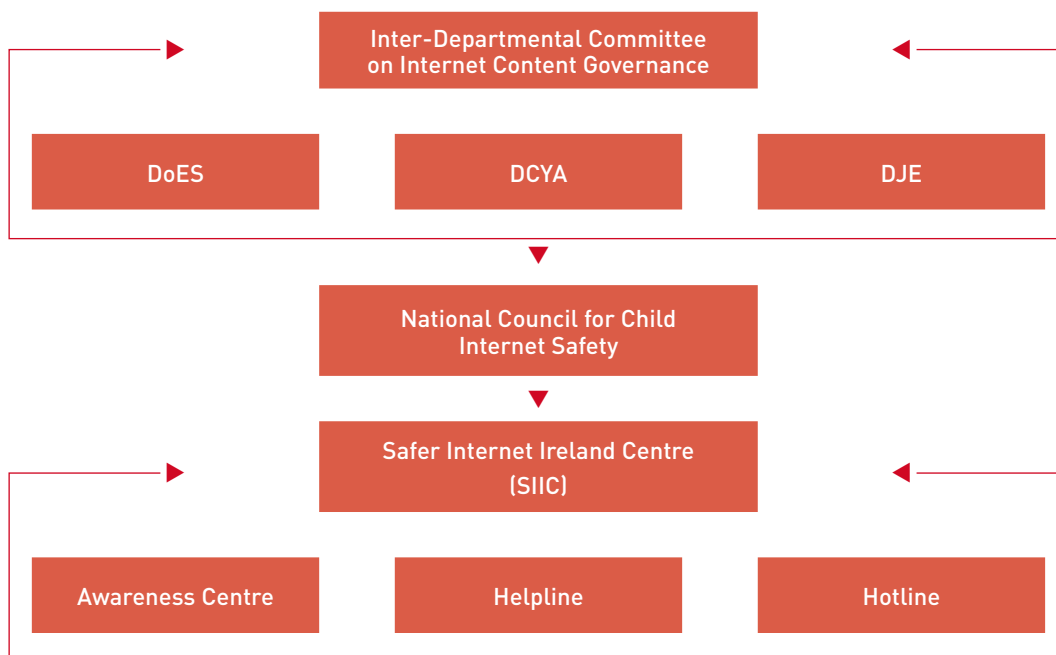 Inter-Departmental Committee
on Internet Content Governance
DoES
DCYA
DJE
National Council for Child
Internet Safety
Safer Internet Ireland Centre
(SIIC)
Awareness Centre
Helpline
Hotline